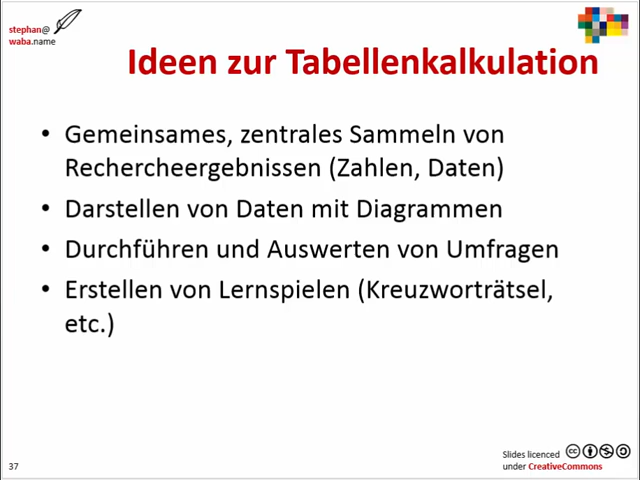 stephan@
waba.name
Ideen zur Tabellenkalkulation
• Gemeinsames, zentrales Sammeln von
Rechercheergebnissen (Zahlen, Daten)
• Darstellen von Daten mit Diagrammen
• Durchführen und Auswerten von Umfragen
• Erstellen von Lernspielen (Kreuzworträtsel,
etc.)
37
Slides licenced
under CreativeCommons